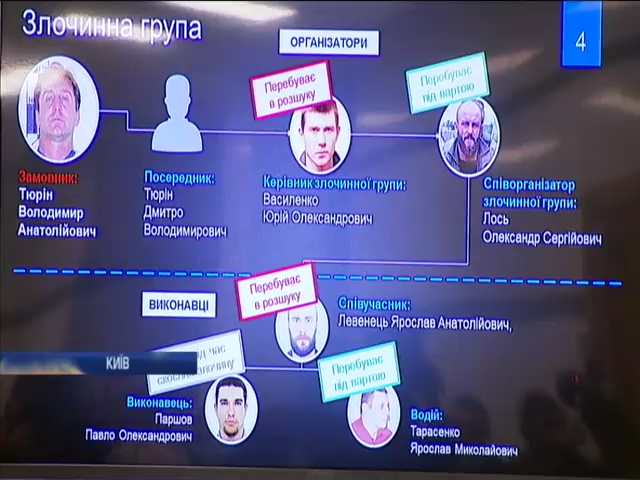 Злочинна група
4
ОРГАНІЗАТОРИ
Перебуває
в розшуку
Перебуває
під вартою
Замовник:
Тюрін
Володимир
Анатолійович
Посередник:
Тюрін
Дмитро
Володимирович
Керівник злочинної групи:
Василенко
Юрій Олександрович
Співорганізатор
злочинної групи:
Лось
Олександр Сергійович
ВИКОНАВЦІ
Перебуває
в розшуку
Співучасник:
Левенець Ярослав Анатолійович,
час
злочину
КИЇВ
Перебуває
під вартою
Виконавець:
Паршов
Павло Олександрович
Водій:
Тарасенко
Ярослав Миколайович